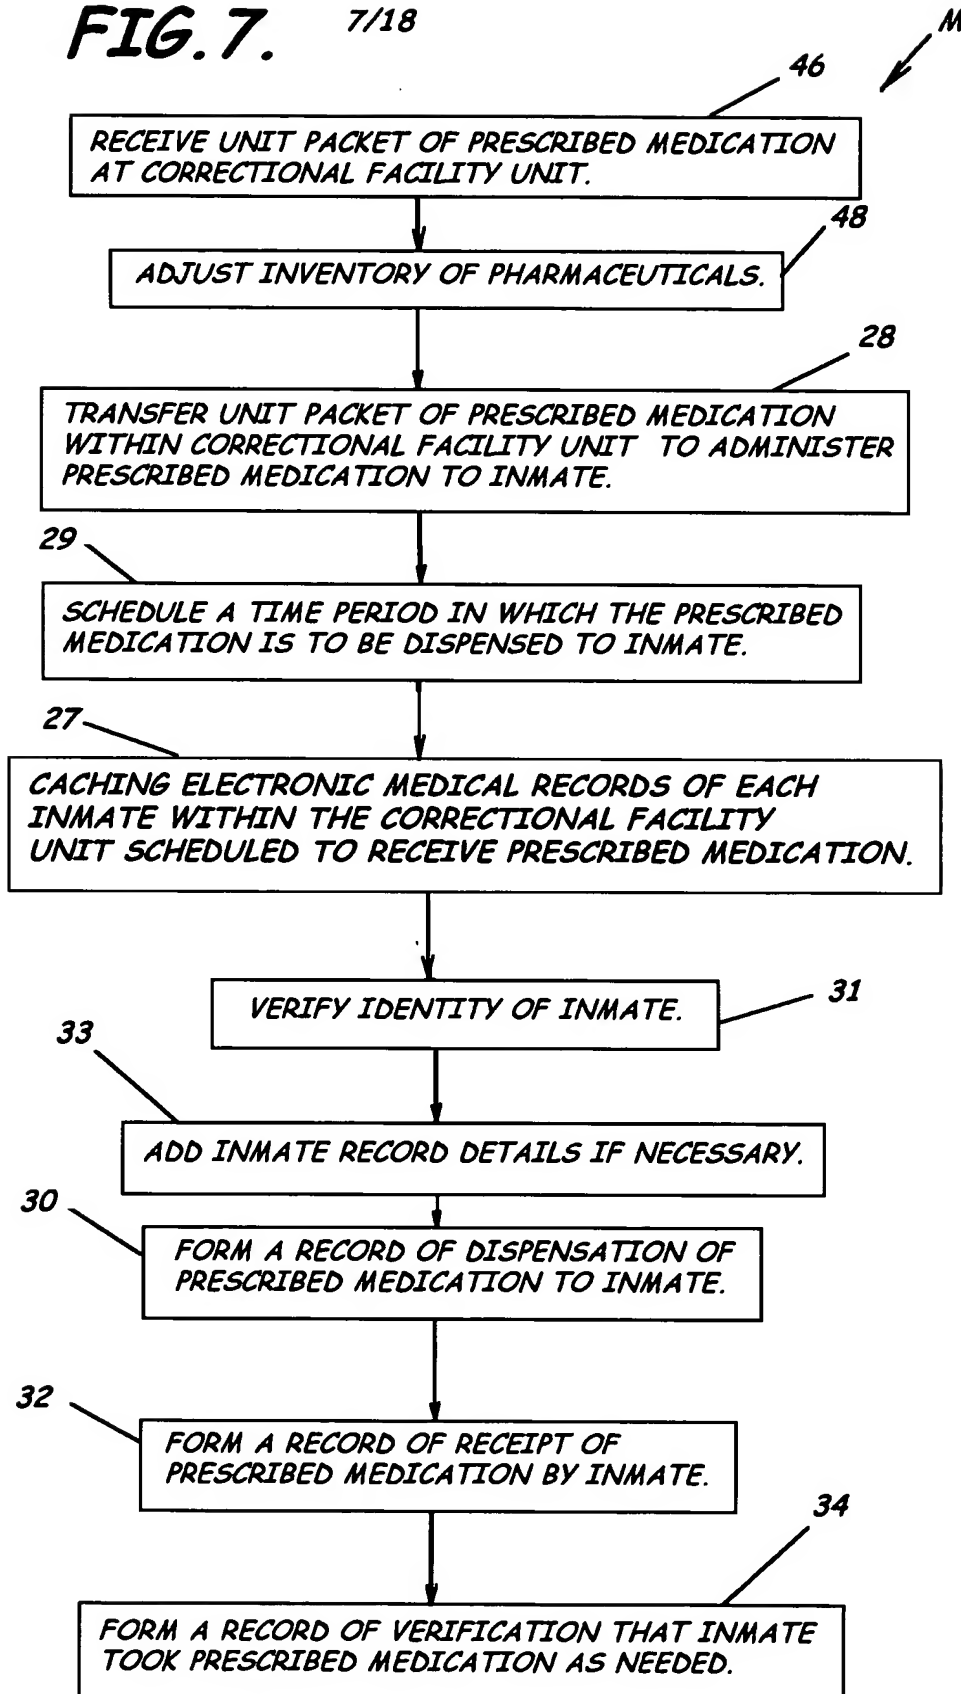 FIG. 7. 7/18
M
46
RECEIVE UNIT PACKET OF PRESCRIBED MEDICATION
AT CORRECTIONAL FACILITY UNIT.
48
ADJUST INVENTORY OF PHARMACEUTICALS.
28
TRANSFER UNIT PACKET OF PRESCRIBED MEDICATION
WITHIN CORRECTIONAL FACILITY UNIT TO ADMINISTER
PRESCRIBED MEDICATION TO INMATE.
29
SCHEDULE A TIME PERIOD IN WHICH THE PRESCRIBED
MEDICATION IS TO BE DISPENSED TO INMATE.
27
CACHING ELECTRONIC MEDICAL RECORDS OF EACH
INMATE WITHIN THE CORRECTIONAL FACILITY
UNIT SCHEDULED TO RECEIVE PRESCRIBED MEDICATION.
31
VERIFY IDENTITY OF INMATE.
33
ADD INMATE RECORD DETAILS IF NECESSARY.
30
FORM A RECORD OF DISPENSATION OF
PRESCRIBED MEDICATION TO INMATE.
32
FORM A RECORD OF RECEIPT OF
PRESCRIBED MEDICATION BY INMATE.
34
FORM A RECORD OF VERIFICATION THAT INMATE
TOOK PRESCRIBED MEDICATION AS NEEDED.